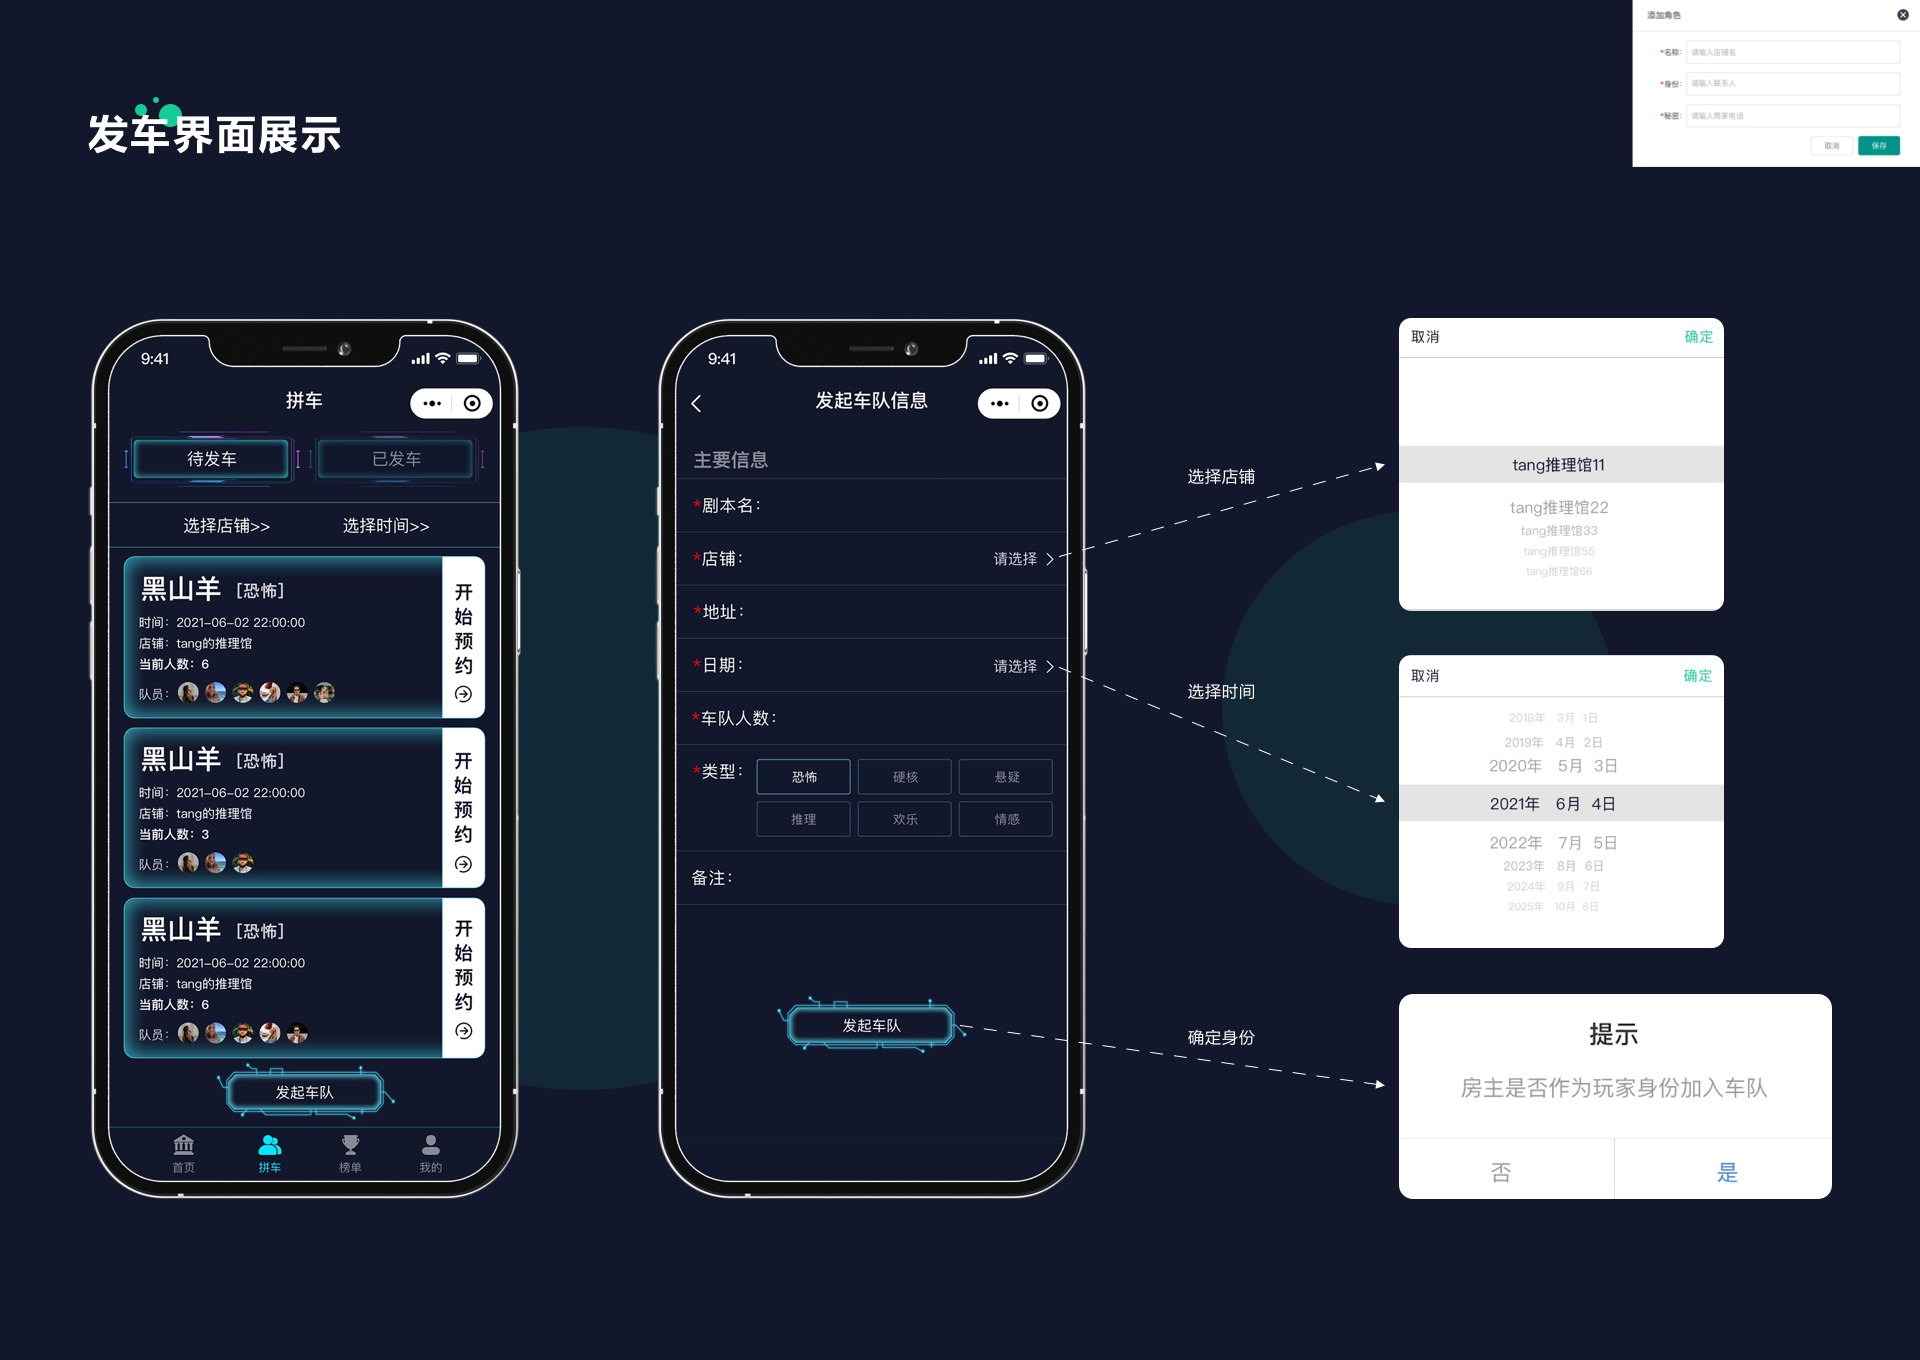 发车界面展示
添加角色
*名称: 请输入店铺名
*身份: 请输入联系人
*秘密: 请输入商家电话
取消 保存
9:41
拼车
待发车 已发车
选择店铺>> 选择时间>>
黑山羊 [恐怖]
时间: 2021-06-02 22:00:00
店铺: tang的推理馆
当前人数: 6
队员:
开始预约
黑山羊 [恐怖]
时间: 2021-06-02 22:00:00
店铺: tang的推理馆
当前人数: 3
队员:
开始预约
黑山羊 [恐怖]
时间: 2021-06-02 22:00:00
店铺: tang的推理馆
当前人数: 6
队员:
开始预约
发起车队
首页 拼车 榜单 我的
9:41
发起车队信息
主要信息
*剧本名:
*店铺: 请选择
*地址:
*日期: 请选择
*车队人数:
*类型: 恐怖 硬核 悬疑
推理 欢乐 情感
备注:
发起车队
选择店铺
选择时间
确定身份
取消 确定
tang推理馆11
tang推理馆22
tang推理馆33
tang推理馆55
tang推理馆66
取消 确定
2018年 3月 1日
2019年 4月 2日
2020年 5月 3日
2021年 6月 4日
2022年 7月 5日
2023年 8月 6日
2024年 9月 7日
2025年 10月 8日
提示
房主是否作为玩家身份加入车队
否 是